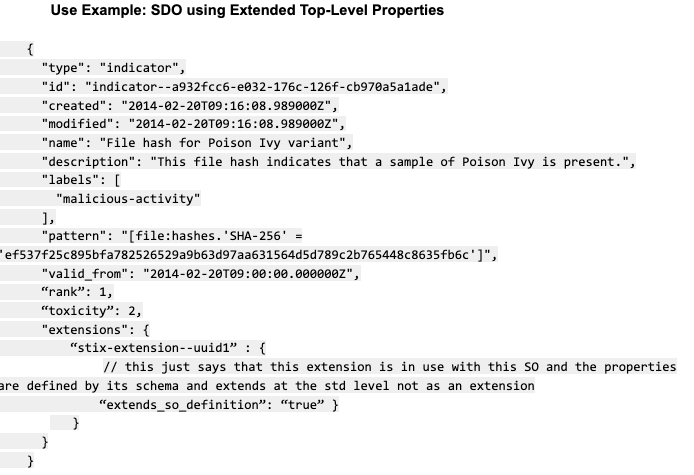 Use Example: SDO using Extended Top-Level Properties
{
"type": "indicator",
"id": "indicator--a932fcc6-e032-176c-126f-cb970a5a1ade",
"created": "2014-02-20T09:16:08.989000Z",
"modified": "2014-02-20T09:16:08.989000Z",
"name": "File hash for Poison Ivy variant",
"description": "This file hash indicates that a sample of Poison Ivy is present.",
"labels": [
"malicious-activity"
],
"pattern": "[file:hashes.'SHA-256' =
'ef537f25c895bfa782526529a9b63d97aa631564d5d789c2b765448c8635fb6c']",
"valid_from": "2014-02-20T09:00:00.000000Z",
“rank”: 1,
“toxicity”: 2,
"extensions": {
“stix-extension--uuid1” : {
// this just says that this extension is in use with this SO and the properties
are defined by its schema and extends at the std level not as an extension
“extends_so_definition”: “true” }
}
}
}